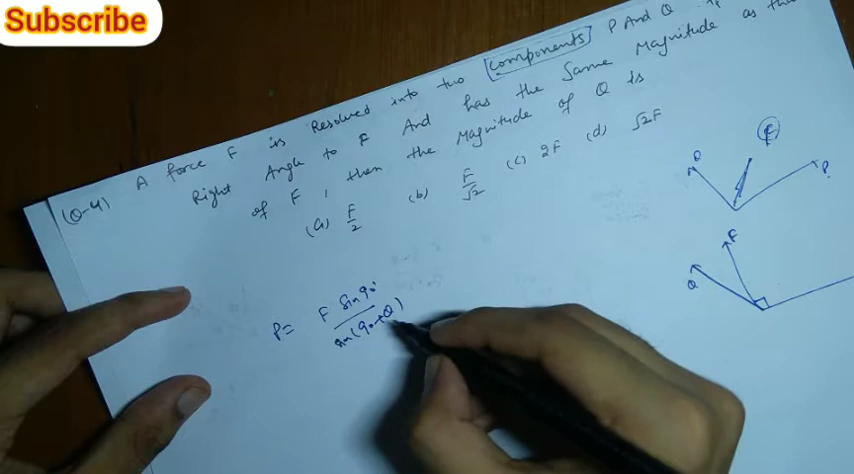 Subscribe
(Q-4) A force F is Resolved into two [components] P And Q
Right Angle to F And has the Same Magnitude as
of F, then the Magnitude of Q is
(a) F/2 (b) F/√2 (c) 2F (d) √2F
F
Q
P
F
Q
P = F Sin 90°
Sin(90+θ)